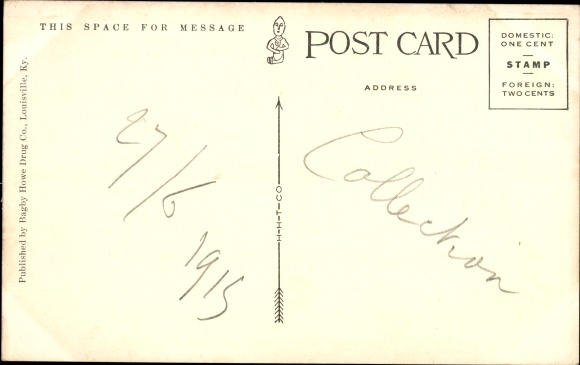 THIS SPACE FOR MESSAGE
POST CARD
ADDRESS
DOMESTIC:
ONE CENT
STAMP
FOREIGN:
TWO CENTS
Published by Bagby Howe Drug Co., Louisville, Ky.
H-H-T-CO
27/6
1915
Collection